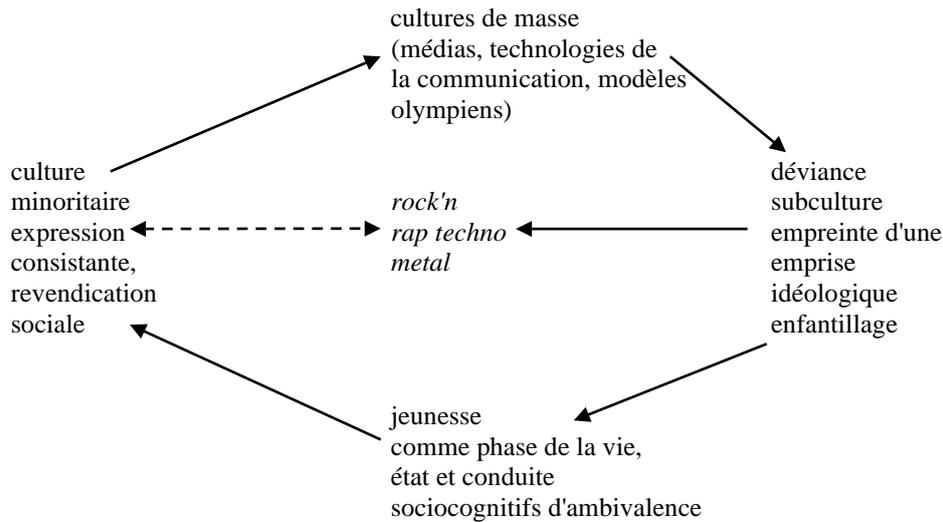 cultures de masse
(médias, technologies de
la communication, modèles
olympiens)
culture
minoritaire
expression
consistante,
revendication
sociale
rock'n
rap techno
metal
déviance
subculture
empreinte d'une
emprise
idéologique
enfantillage
jeunesse
comme phase de la vie,
état et conduite
sociocognitifs d'ambivalence